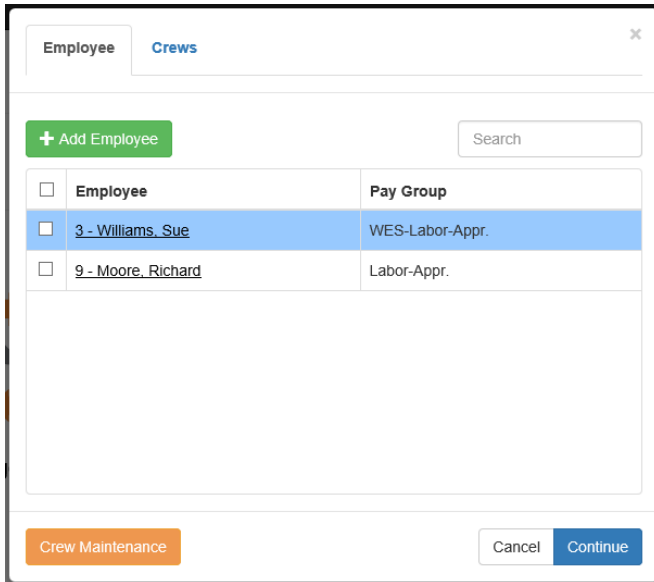 Employee Crews ×
+ Add Employee Search
Employee Pay Group
3 - Williams, Sue WES-Labor-Appr.
9 - Moore, Richard Labor-Appr.
Crew Maintenance Cancel Continue